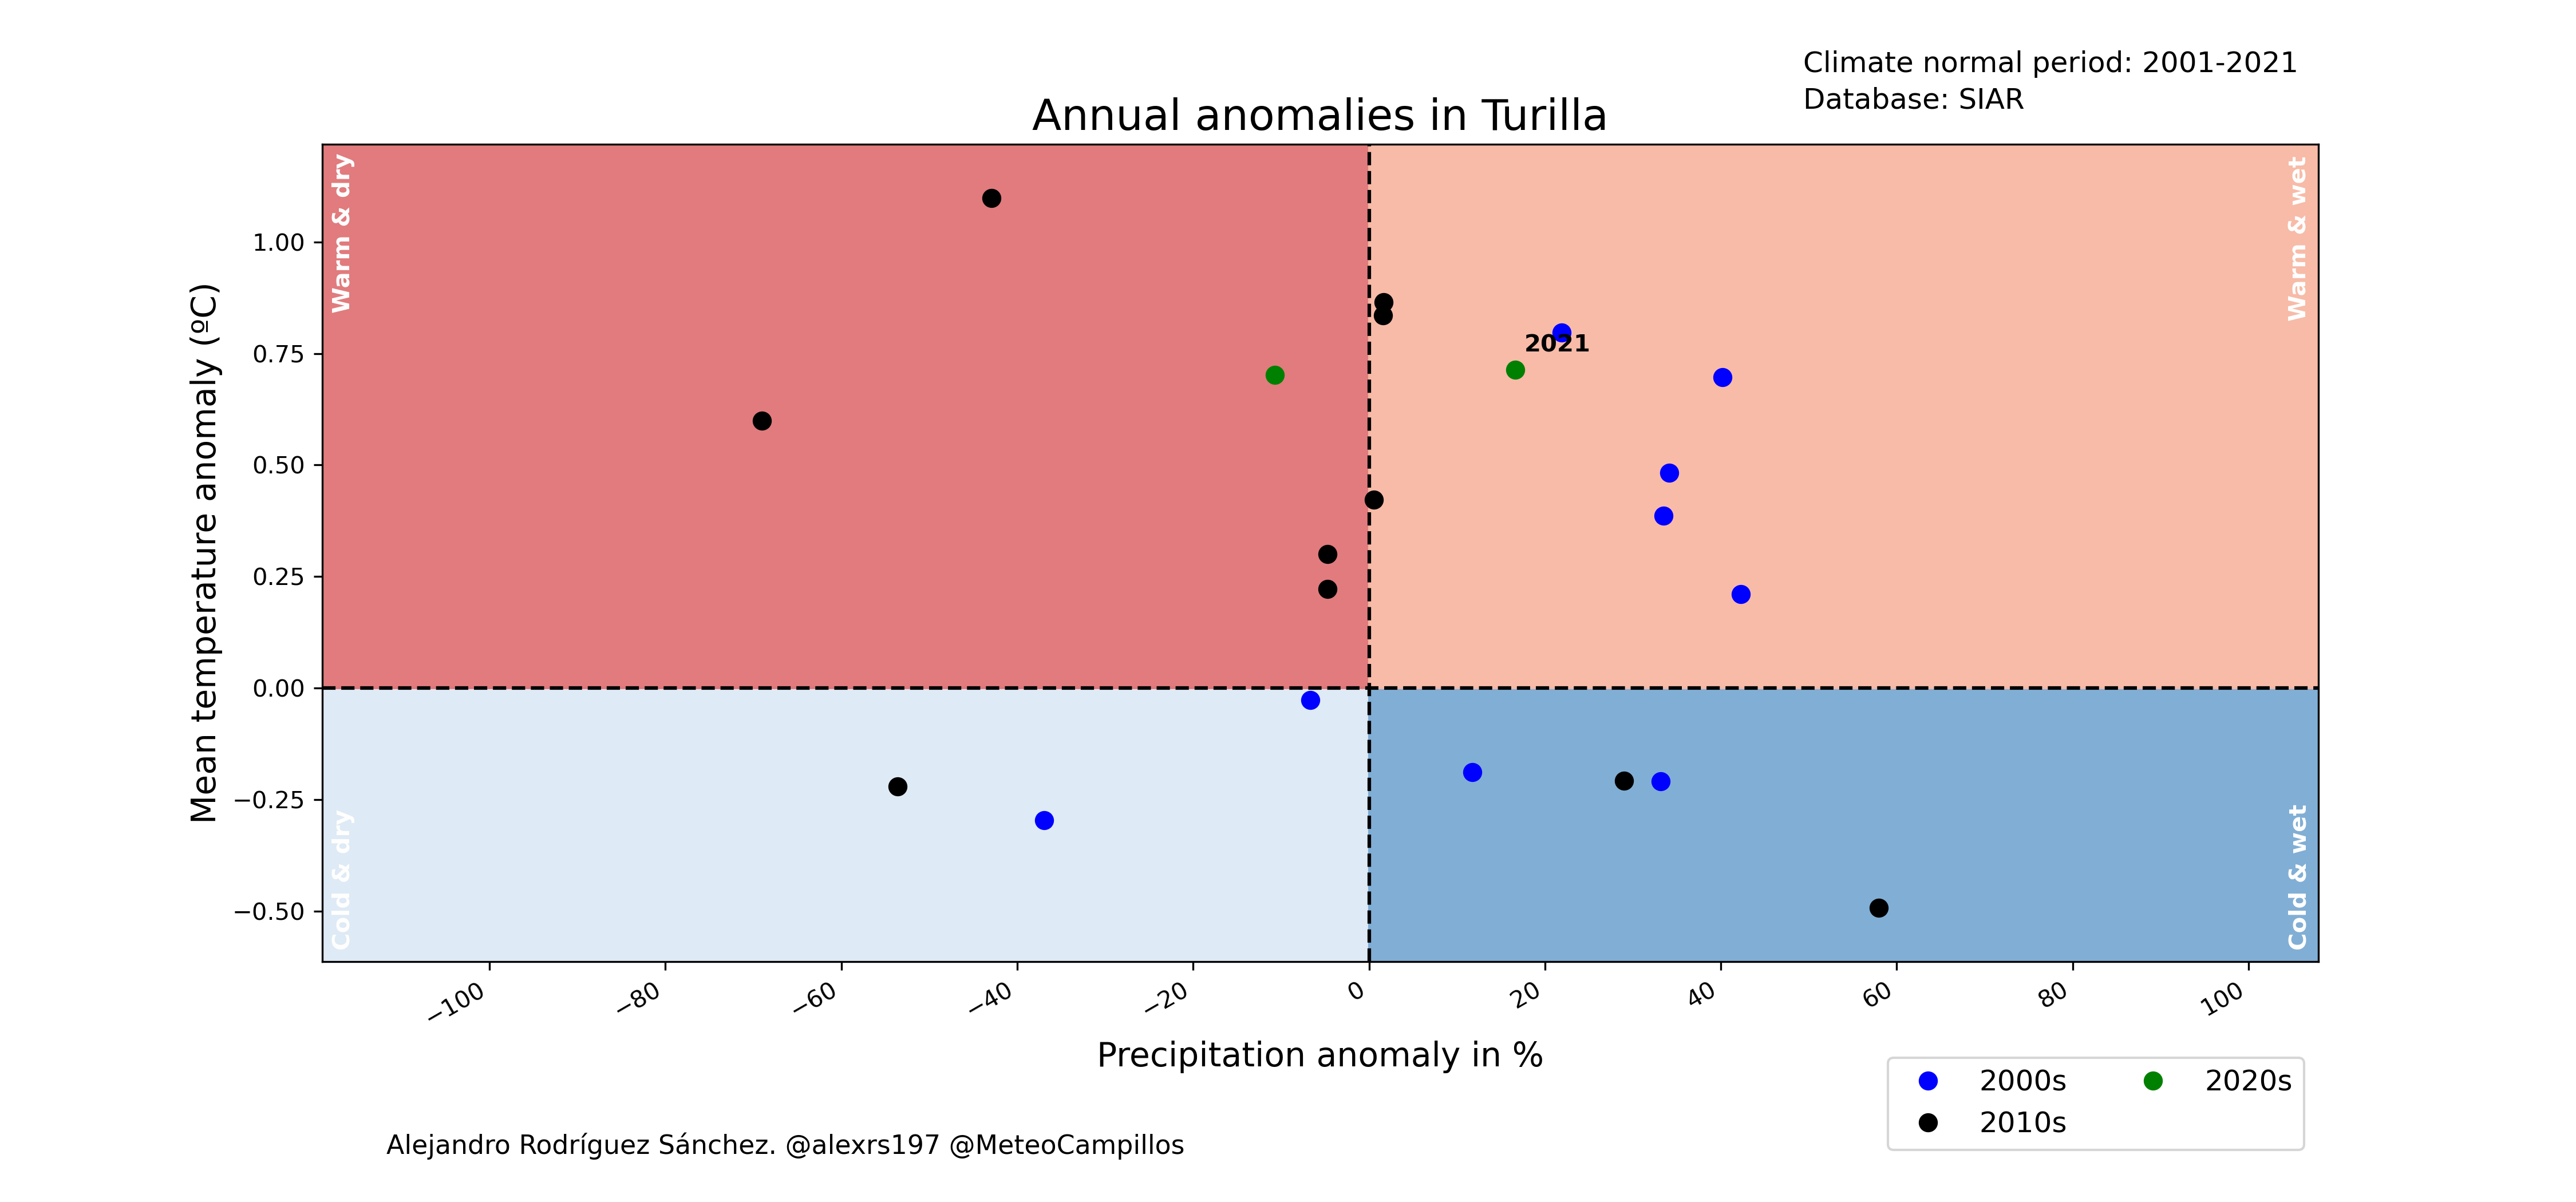 Climate normal period: 2001-2021
Database: SIAR
Annual anomalies in Turilla
Warm & dry
Warm & wet
Mean temperature anomaly (ºC)
1.00
0.75
0.50
0.25
0.00
−0.25
−0.50
2021
Cold & dry
Cold & wet
−100
−80
−60
−40
−20
0
20
40
60
80
100
Precipitation anomaly in %
2000s
2020s
2010s
Alejandro Rodríguez Sánchez. @alexrs197 @MeteoCampillos